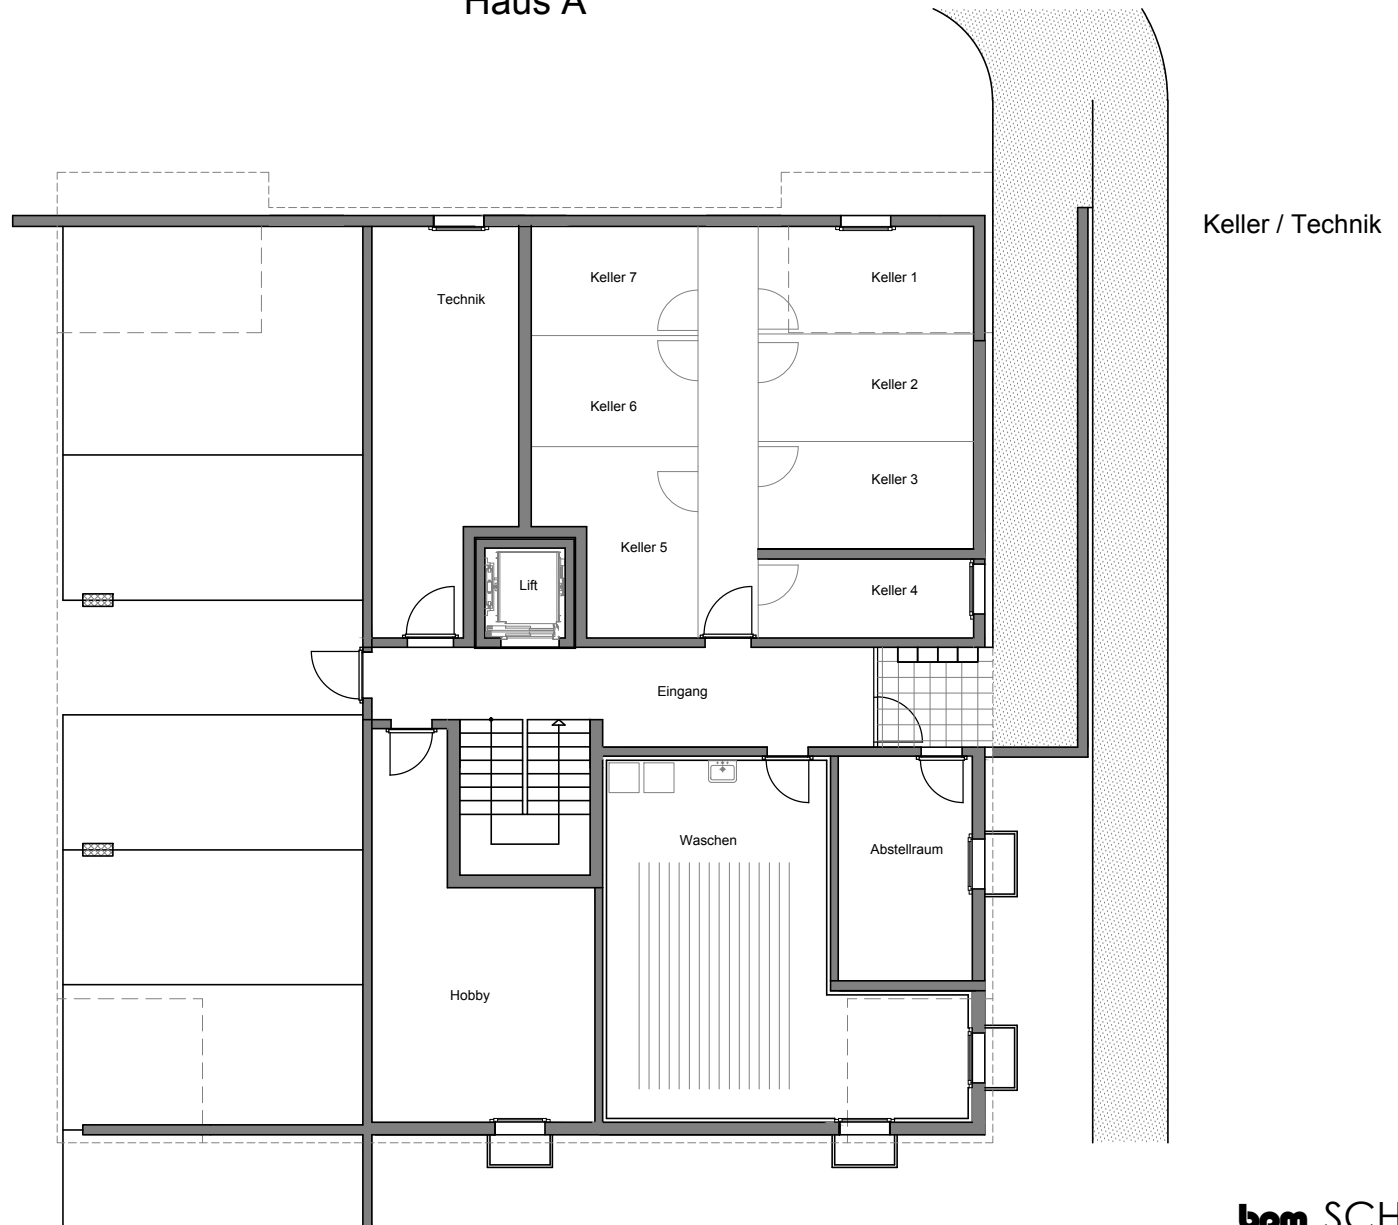 Haus A
Keller / Technik
Keller 7
Keller 1
Technik
Keller 2
Keller 6
Keller 3
Keller 5
Lift
Keller 4
Eingang
Waschen
Abstellraum
Hobby
bpm SCH